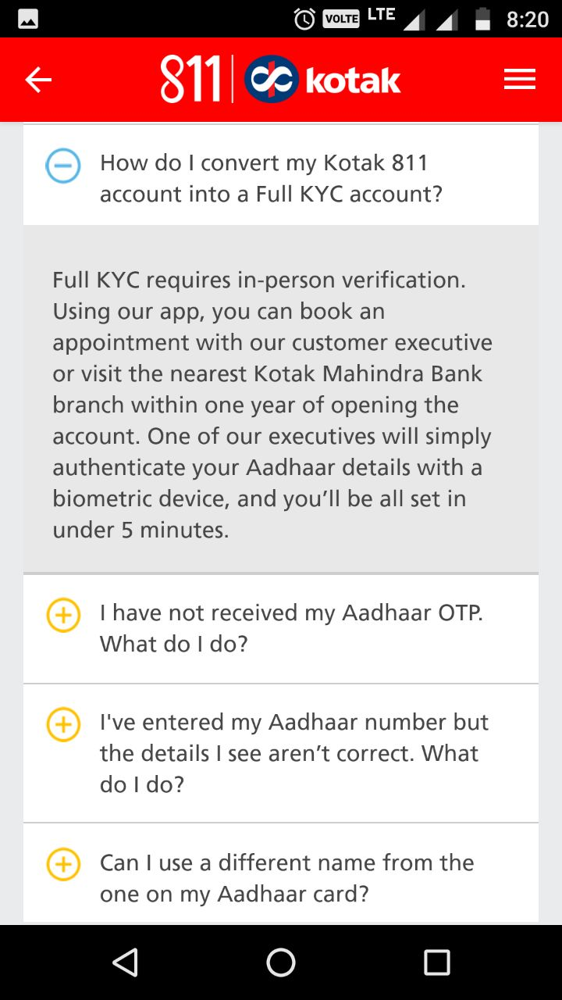 VOLTE LTE 8:20
811 kotak
How do I convert my Kotak 811
account into a Full KYC account?
Full KYC requires in-person verification.
Using our app, you can book an
appointment with our customer executive
or visit the nearest Kotak Mahindra Bank
branch within one year of opening the
account. One of our executives will simply
authenticate your Aadhaar details with a
biometric device, and you’ll be all set in
under 5 minutes.
I have not received my Aadhaar OTP.
What do I do?
I've entered my Aadhaar number but
the details I see aren’t correct. What
do I do?
Can I use a different name from the
one on my Aadhaar card?